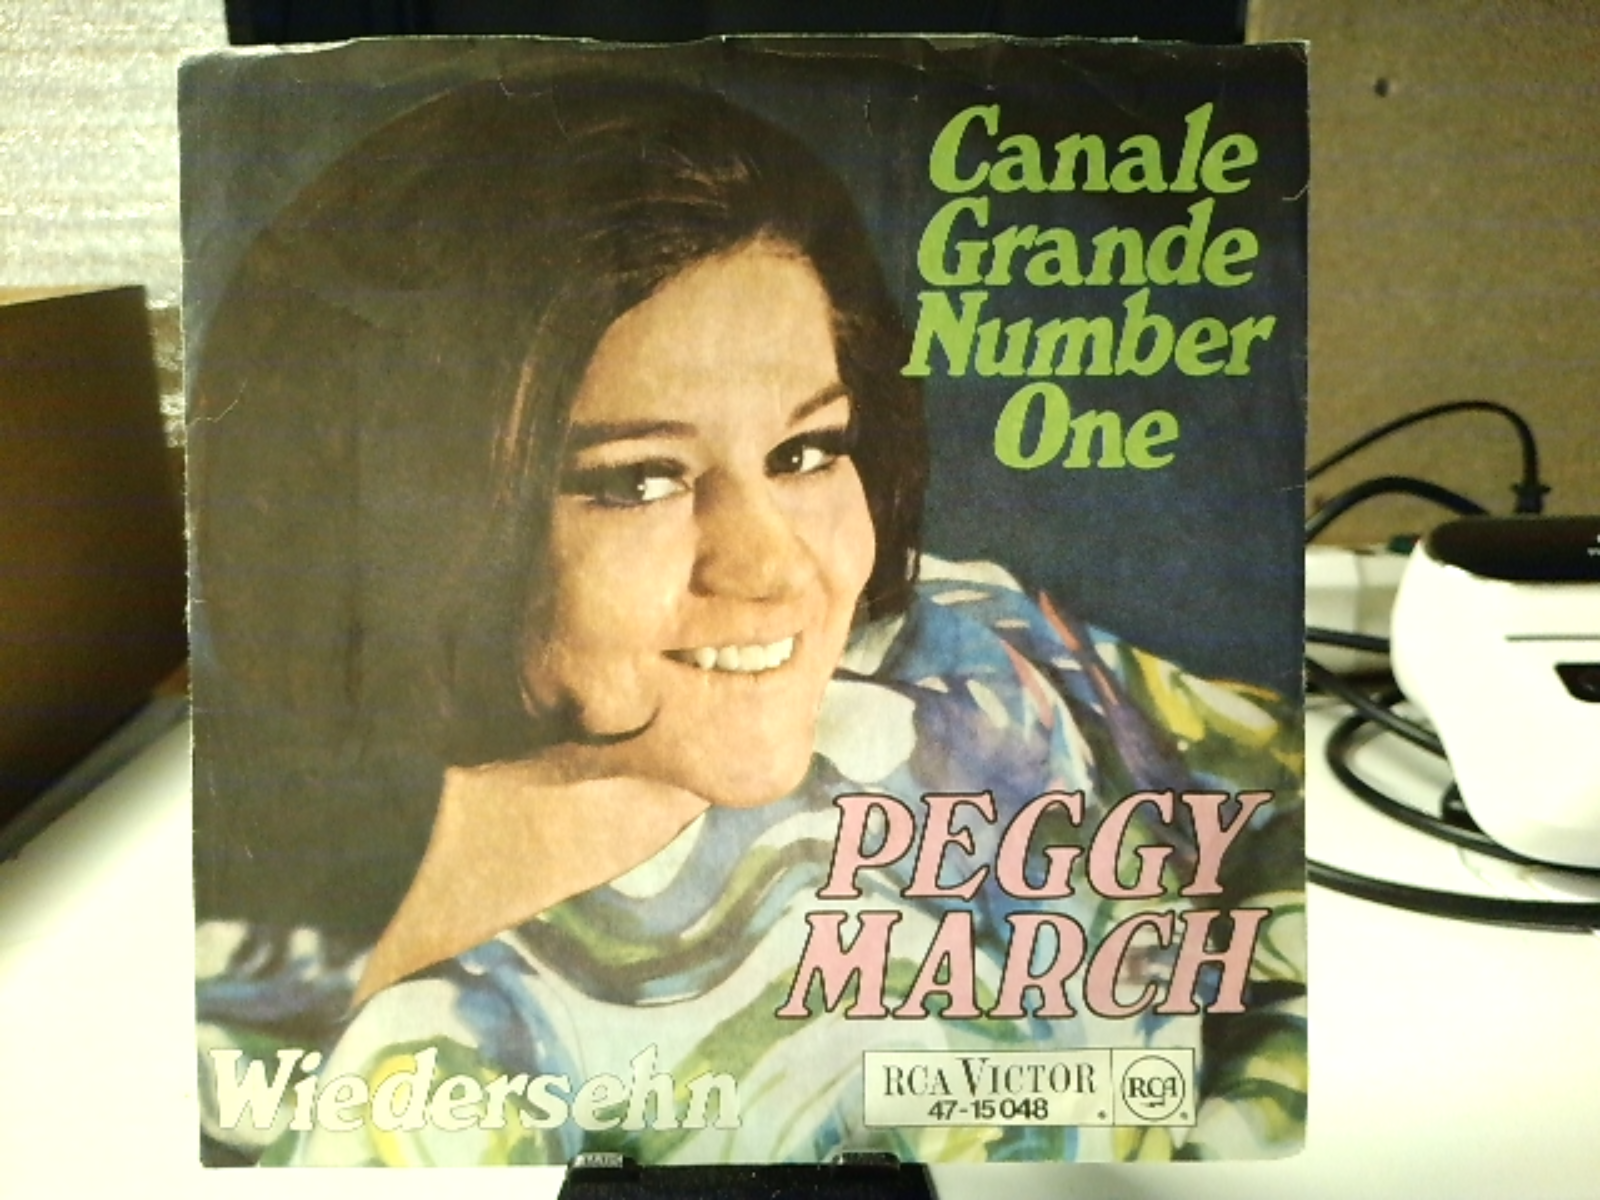 Canale
Grande
Number
One
PEGGY
MARCH
Wiedersehn
RCA VICTOR
47-15 048
RCA